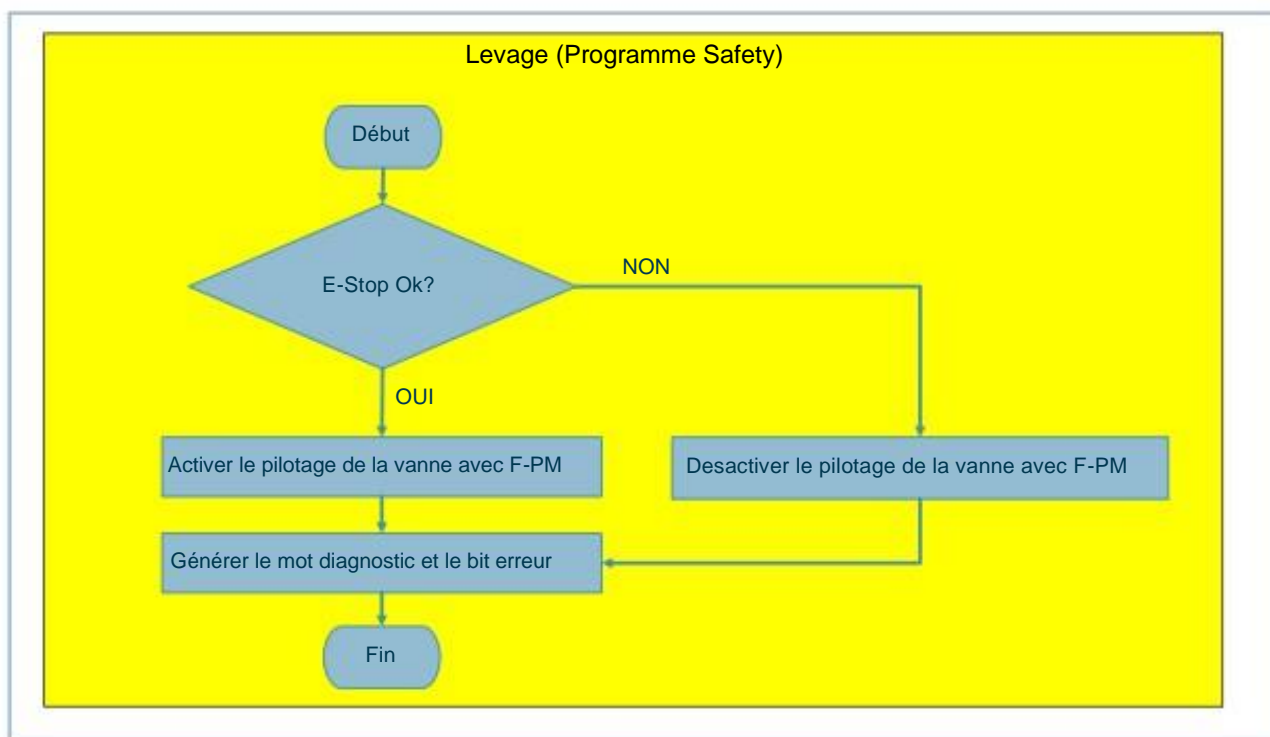 Levage (Programme Safety)
Début
E-Stop Ok?
NON
OUI
Activer le pilotage de la vanne avec F-PM
Desactiver le pilotage de la vanne avec F-PM
Générer le mot diagnostic et le bit erreur
Fin